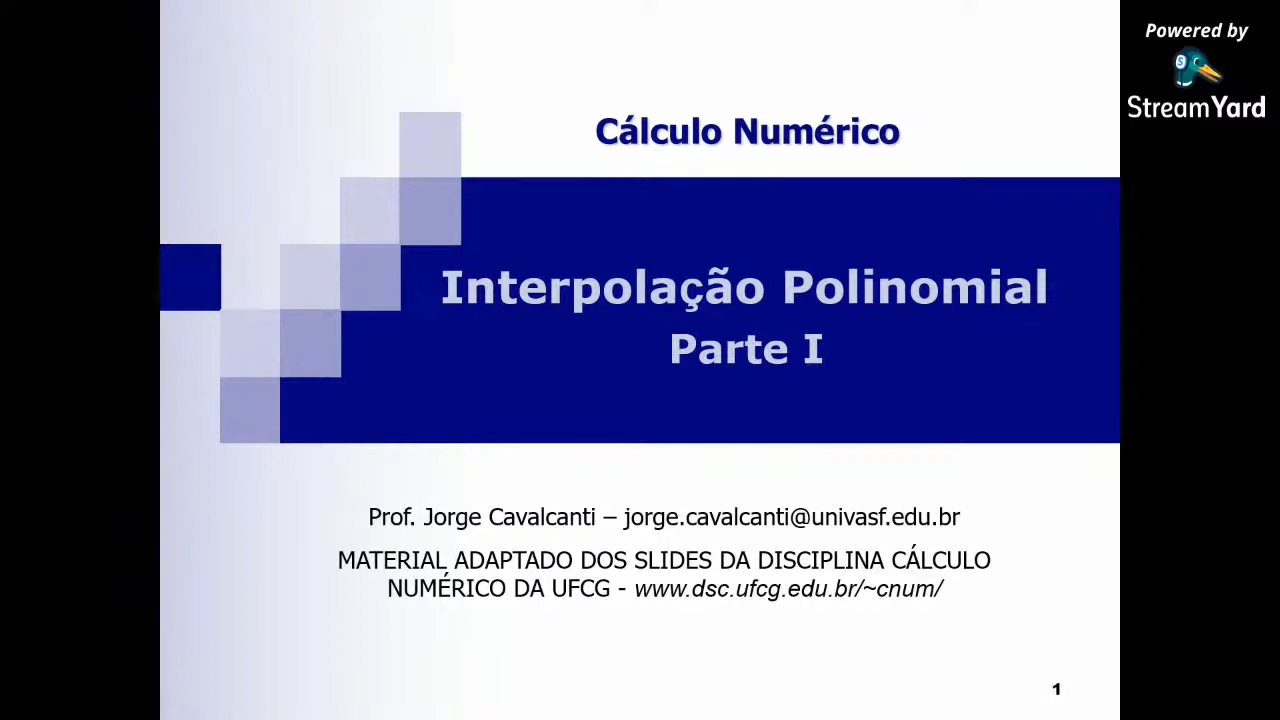 Powered by
StreamYard
Cálculo Numérico
Interpolação Polinomial
Parte I
Prof. Jorge Cavalcanti – jorge.cavalcanti@univasf.edu.br
MATERIAL ADAPTADO DOS SLIDES DA DISCIPLINA CÁLCULO
NUMÉRICO DA UFCG - www.dsc.ufcg.edu.br/~cnum/
1